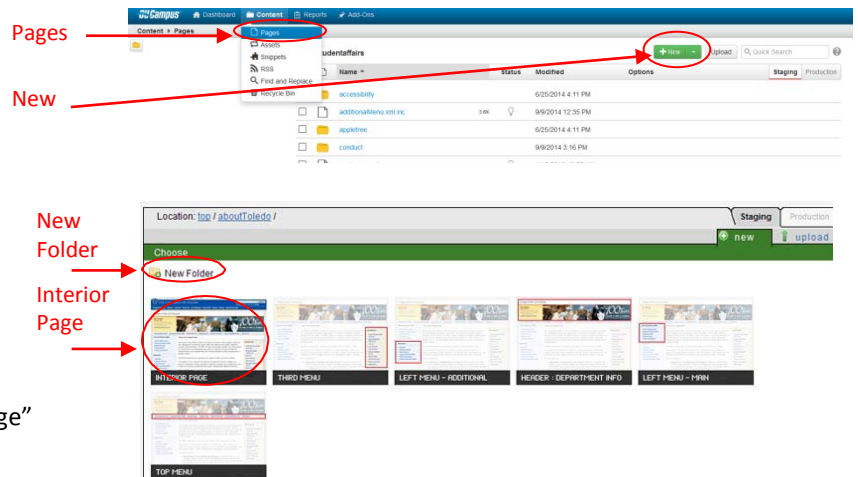 OU Campus Dashboard Content Reports Add-Ons
Content Pages
Pages
Pages
Assets
Snippets
RSS
Find and Replace
Recycle Bin
udentaffairs
New Upload Quick Search
Name Status Modified Options Staging Production
New
accessibility 6/25/2014 4:11 PM
additionalMenu.xml.inc 3.6K 9/9/2014 12:35 PM
appletree 6/25/2014 4:11 PM
conduct 9/9/2014 3:16 PM
Location: top / aboutToledo /
Staging Production
new upload
New
Folder
Choose
New Folder
Interior
Page
INTERIOR PAGE THIRD MENU LEFT MENU - ADDITIONAL HEADER : DEPARTMENT INFO LEFT MENU - MAIN
ge”
TOP MENU